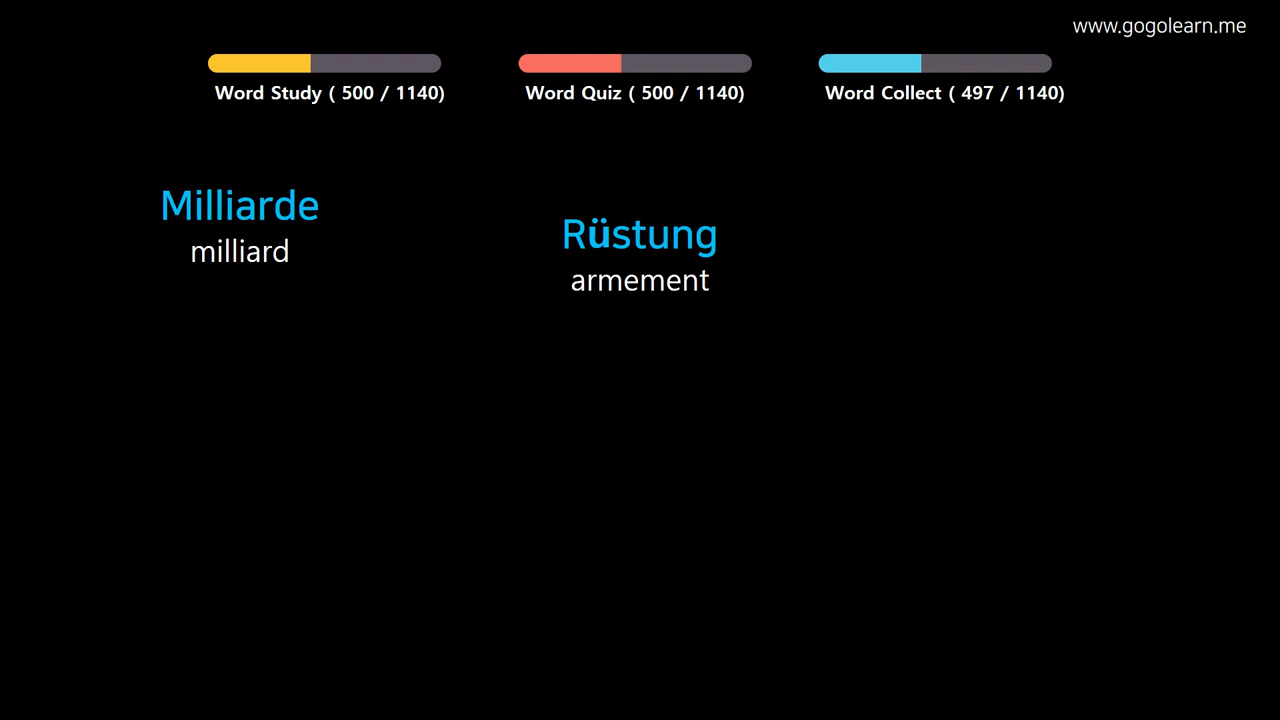 www.gogolearn.me
Word Study ( 500 / 1140)
Word Quiz ( 500 / 1140)
Word Collect ( 497 / 1140)
Milliarde
milliard
Rüstung
armement